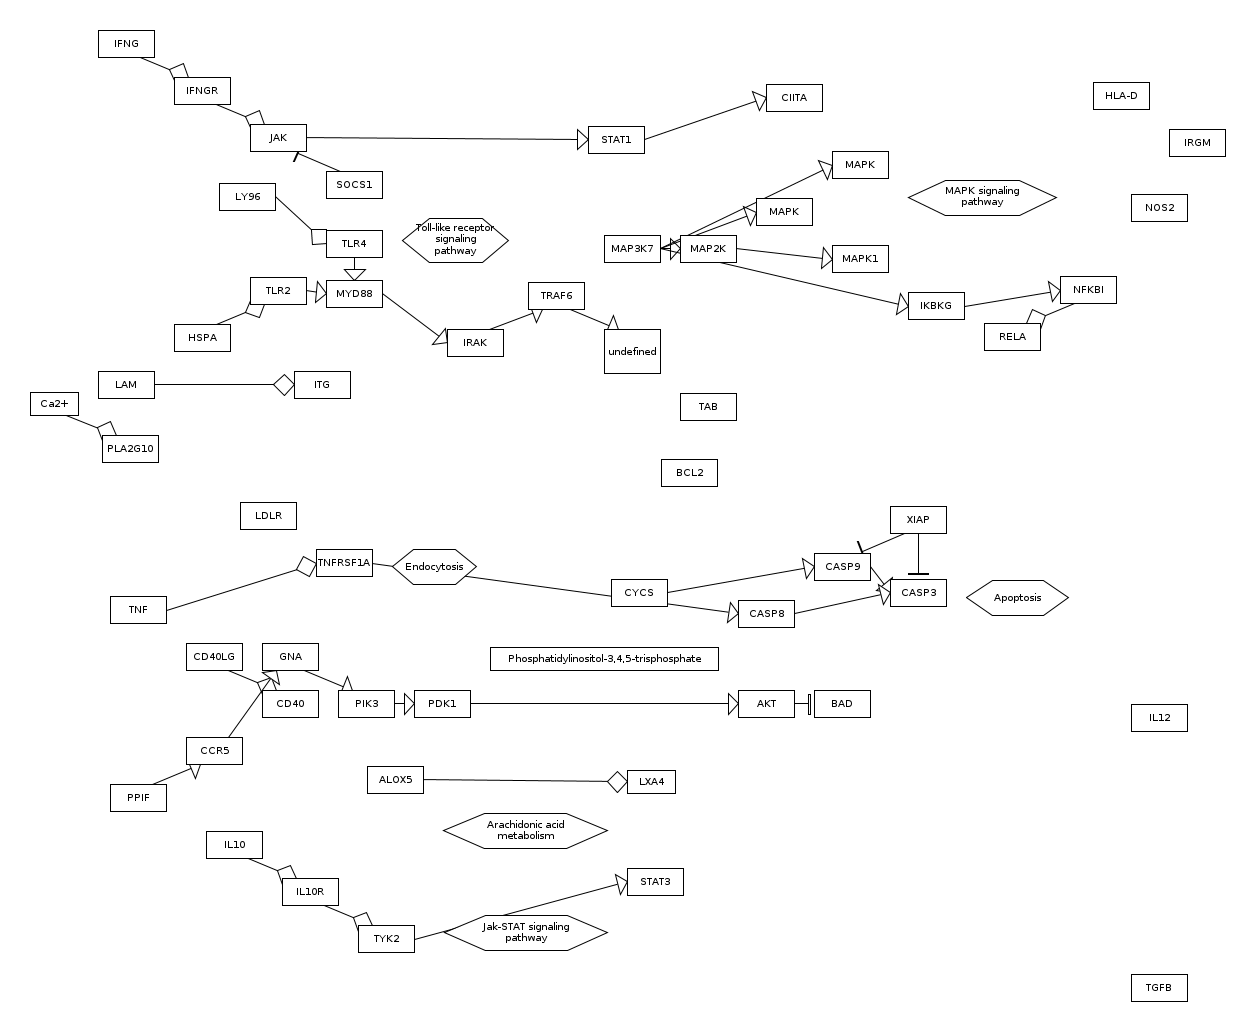 IFNG
IFNGR
JAK
SOCS1
STAT1
CIITA
HLA-D
IRGM
MAPK
MAPK signaling
pathway
NOS2
LY96
MAPK
Toll-like receptor
signaling
pathway
TLR4
MAP3K7
MAP2K
MAPK1
TLR2
MYD88
TRAF6
IKBKG
NFKBI
HSPA
IRAK
undefined
RELA
LAM
ITG
Ca2+
PLA2G10
TAB
BCL2
LDLR
XIAP
TNFRSF1A
Endocytosis
CASP9
TNF
CYCS
CASP8
CASP3
Apoptosis
CD40LG
GNA
Phosphatidylinositol-3,4,5-trisphosphate
CD40
PIK3
PDK1
AKT
BAD
IL12
CCR5
PPIF
ALOX5
LXA4
Arachidonic acid
metabolism
IL10
IL10R
STAT3
TYK2
Jak-STAT signaling
pathway
TGFB